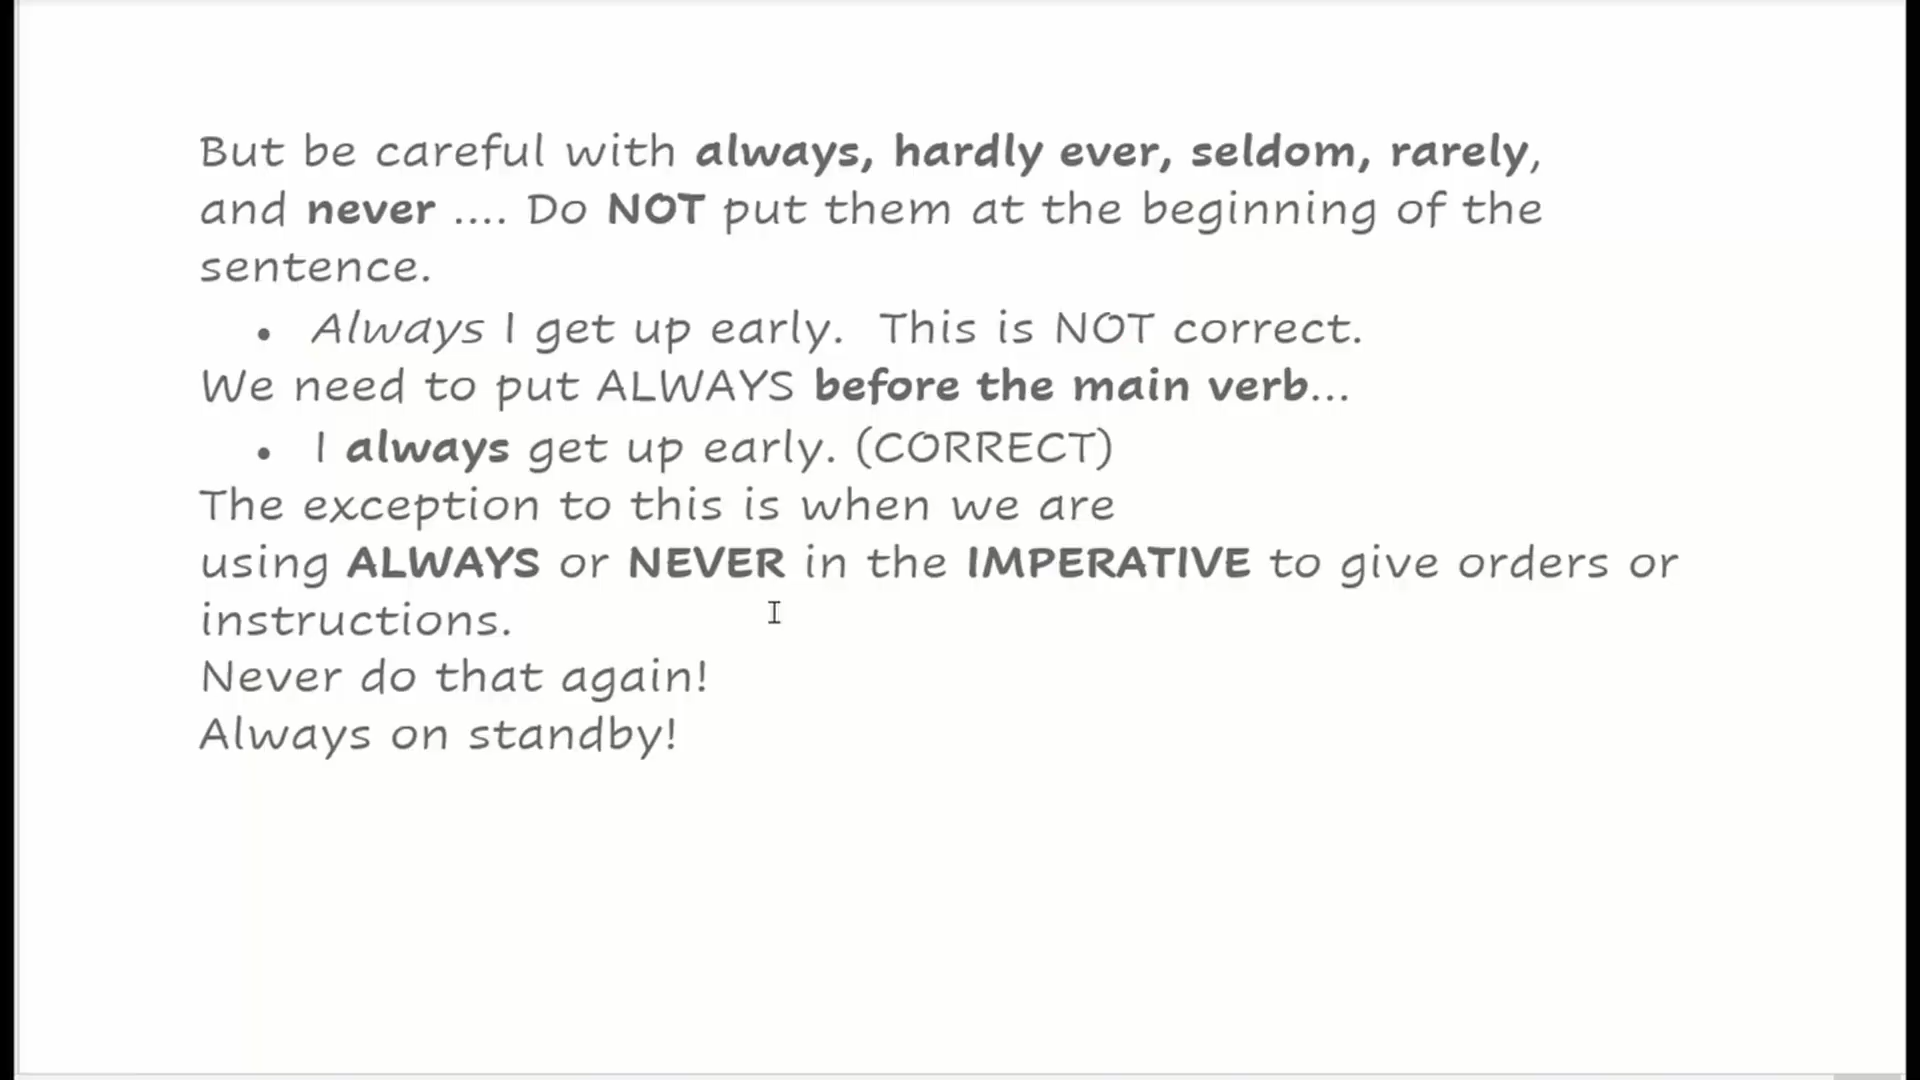 But be careful with always, hardly ever, seldom, rarely,
and never .... Do NOT put them at the beginning of the
sentence.
• Always I get up early.  This is NOT correct.
We need to put ALWAYS before the main verb...
• I always get up early. (CORRECT)
The exception to this is when we are
using ALWAYS or NEVER in the IMPERATIVE to give orders or
instructions.
Never do that again!
Always on standby!